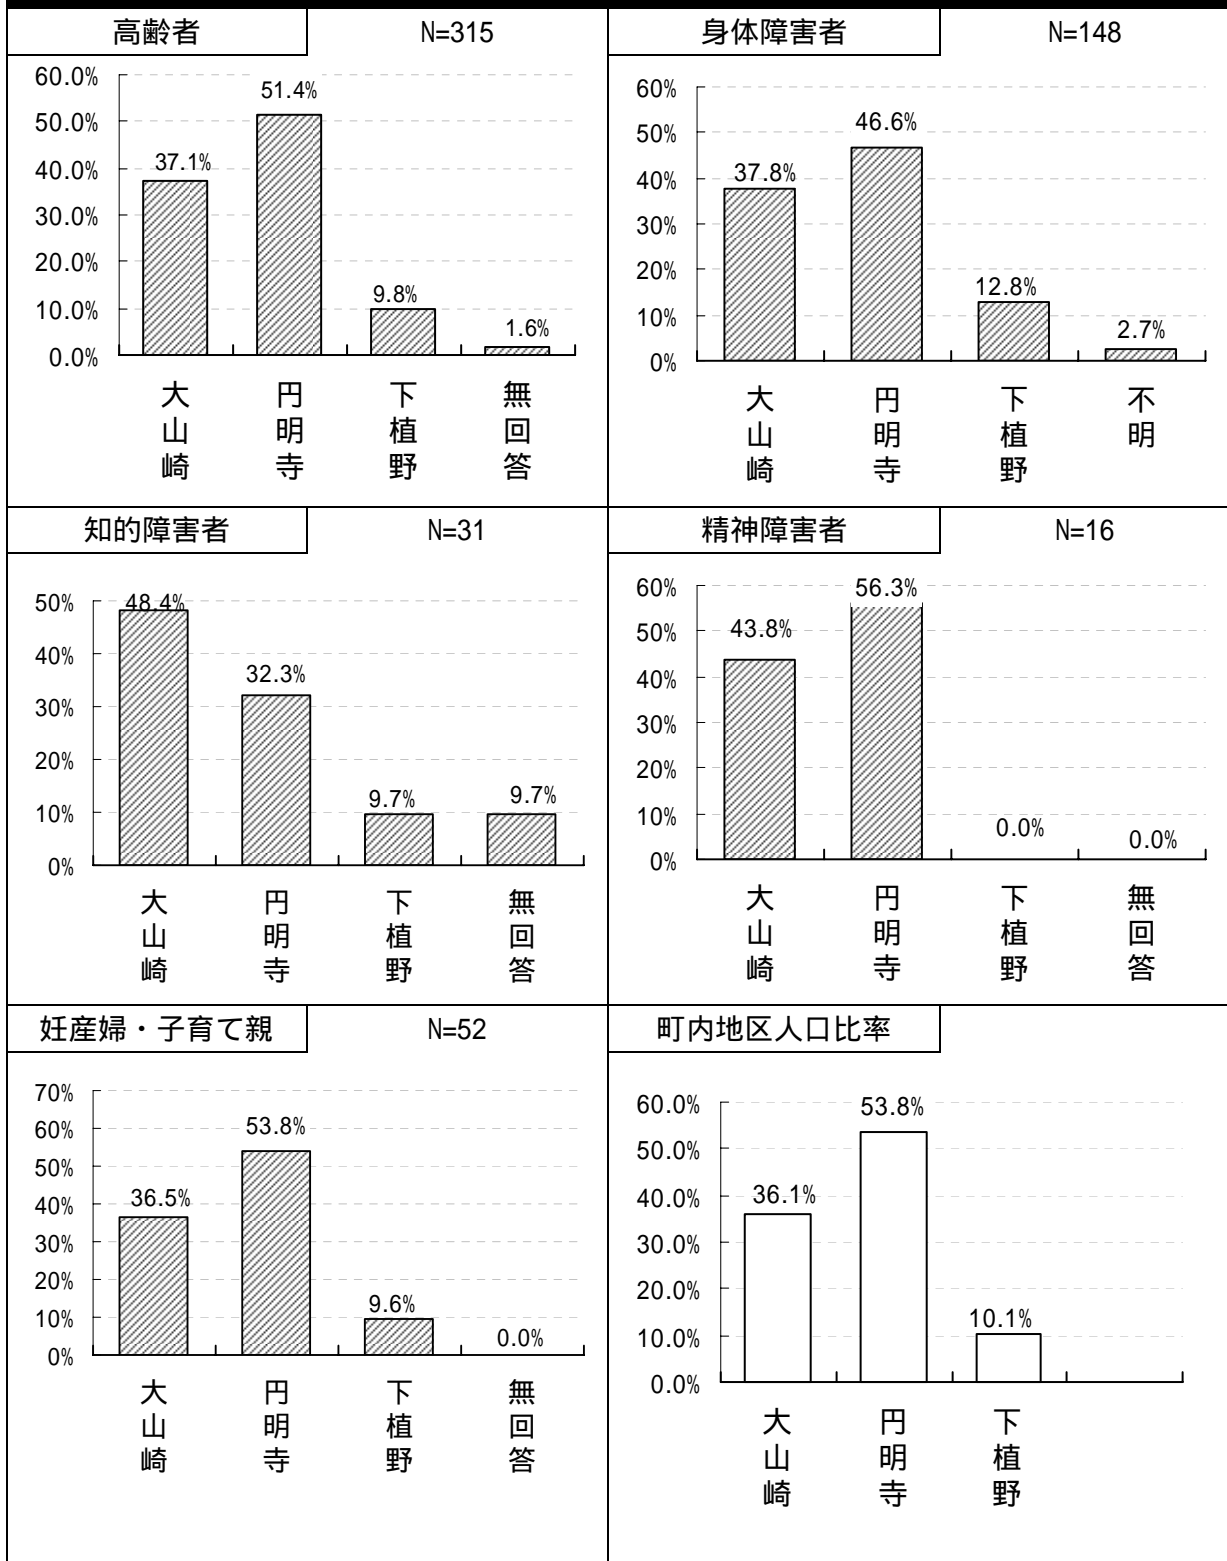 高齢者 N=315
60.0%
50.0%
40.0%
30.0%
20.0%
10.0%
0.0%
37.1%
51.4%
9.8%
1.6%
大山崎
円明寺
下植野
無回答
身体障害者 N=148
60%
50%
40%
30%
20%
10%
0%
37.8%
46.6%
12.8%
2.7%
大山崎
円明寺
下植野
不明
知的障害者 N=31
50%
40%
30%
20%
10%
0%
48.4%
32.3%
9.7%
9.7%
大山崎
円明寺
下植野
無回答
精神障害者 N=16
60%
50%
40%
30%
20%
10%
0%
43.8%
56.3%
0.0%
0.0%
大山崎
円明寺
下植野
無回答
妊産婦・子育て親 N=52
70%
60%
50%
40%
30%
20%
10%
0%
36.5%
53.8%
9.6%
0.0%
大山崎
円明寺
下植野
無回答
町内地区人口比率
60.0%
50.0%
40.0%
30.0%
20.0%
10.0%
0.0%
36.1%
53.8%
10.1%
大山崎
円明寺
下植野